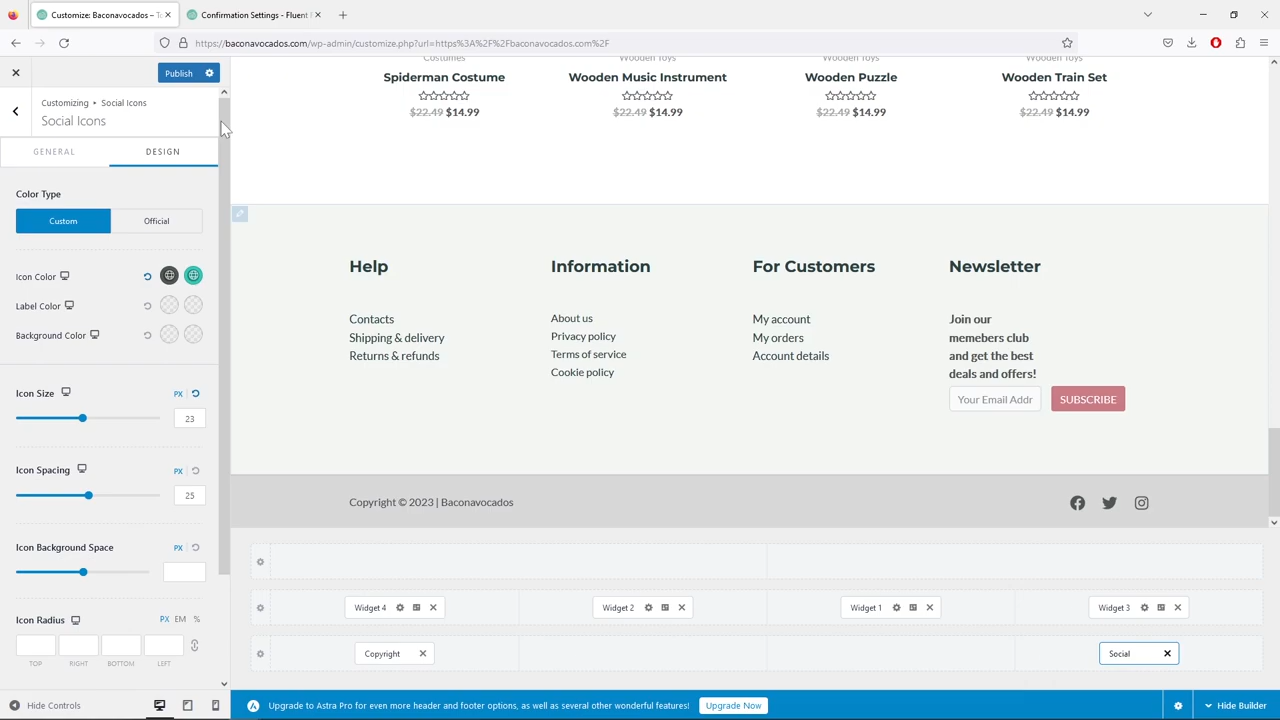 Customize: Baconavocados – To
Confirmation Settings - Fluent F
https://baconavocados.com/wp-admin/customize.php?url=https%3A%2F%2Fbaconavocados.com%2F
Publish
Customizing ▸ Social Icons
Social Icons
GENERAL
DESIGN
Color Type
Custom
Official
Icon Color
Label Color
Background Color
Icon Size
PX
23
Icon Spacing
PX
25
Icon Background Space
PX
Icon Radius
PX EM %
TOP RIGHT BOTTOM LEFT
Hide Controls
Costumes
Wooden Toys
Wooden Toys
Wooden Toys
Spiderman Costume
Wooden Music Instrument
Wooden Puzzle
Wooden Train Set
$22.49 $14.99
$22.49 $14.99
$22.49 $14.99
$22.49 $14.99
Help
Contacts
Shipping & delivery
Returns & refunds
Information
About us
Privacy policy
Terms of service
Cookie policy
For Customers
My account
My orders
Account details
Newsletter
Join our
memebers club
and get the best
deals and offers!
Your Email Addr
SUBSCRIBE
Copyright © 2023 | Baconavocados
Widget 4
Widget 2
Widget 1
Widget 3
Copyright
Social
Upgrade to Astra Pro for even more header and footer options, as well as several other wonderful features!
Upgrade Now
Hide Builder